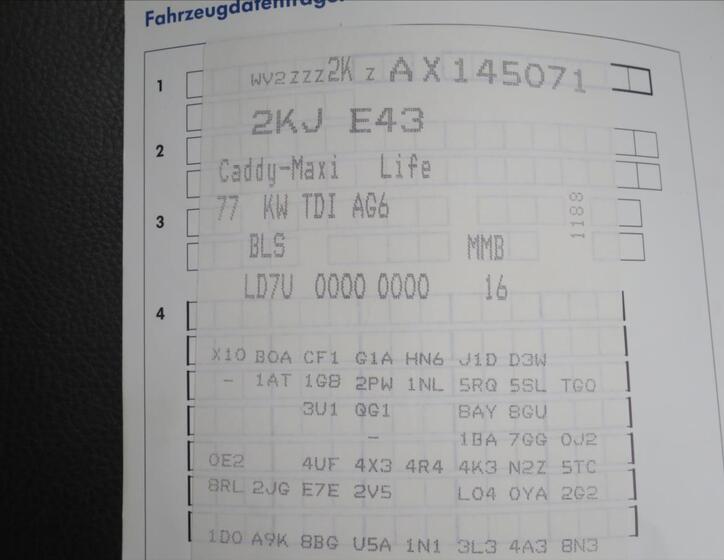 Fahrzeugdatenträger
1 WV2ZZZ2K Z AX145071
2KJ E43
2
Caddy-Maxi Life
77 KW TDI AG6 1188
3
BLS MMB
LD7U 0000 0000 16
4
X10 B0A CF1 G1A HN6 J1D D3W
- 1AT 1G8 2PW 1NL 5RQ 5SL TG0
3U1 QG1 8AY 8GU
- 1BA 7GG 0J2
0E2 4UF 4X3 4R4 4K3 N2Z 5TC
8RL 2JG E7E 2V5 L04 0YA 2G2
1D0 A9K 8BG U5A 1N1 3L3 4A3 8N3